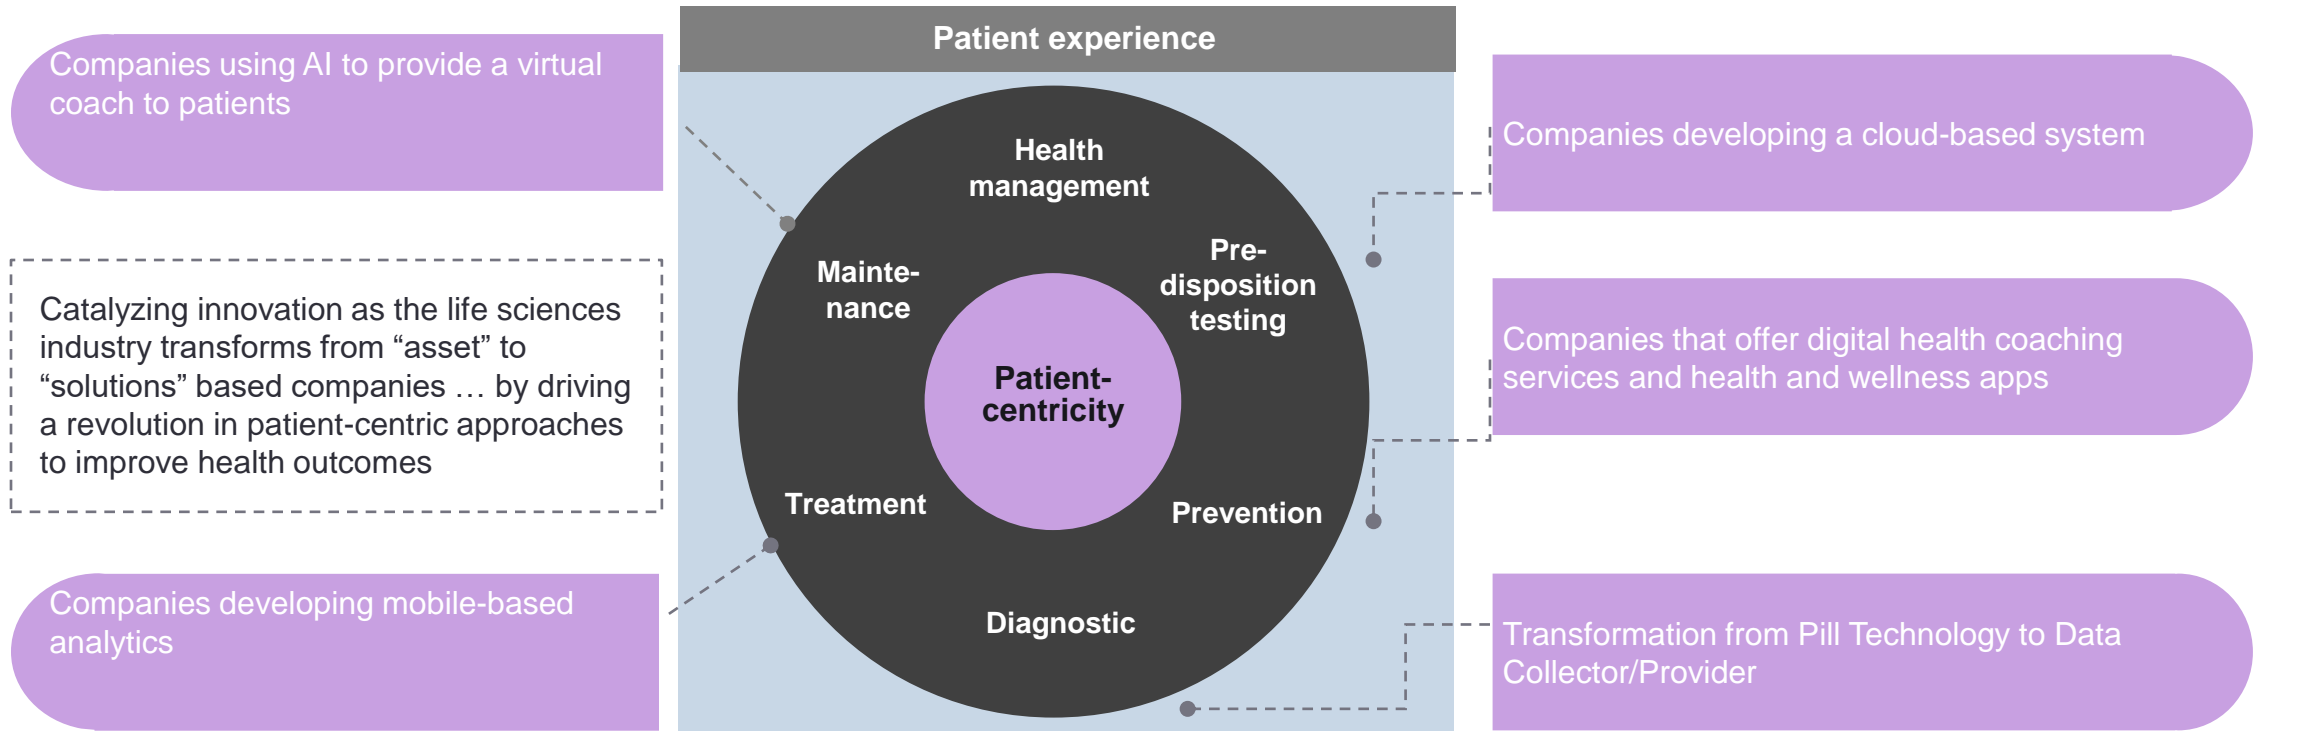 Patient experience
Companies using AI to provide a virtual
coach to patients
Catalyzing innovation as the life sciences
industry transforms from “asset” to
“solutions” based companies … by driving
a revolution in patient-centric approaches
to improve health outcomes
Companies developing mobile-based
analytics
Health
management
Pre-
disposition
testing
Mainte-
nance
Patient-
centricity
Treatment
Prevention
Diagnostic
Companies developing a cloud-based system
Companies that offer digital health coaching
services and health and wellness apps
Transformation from Pill Technology to Data
Collector/Provider